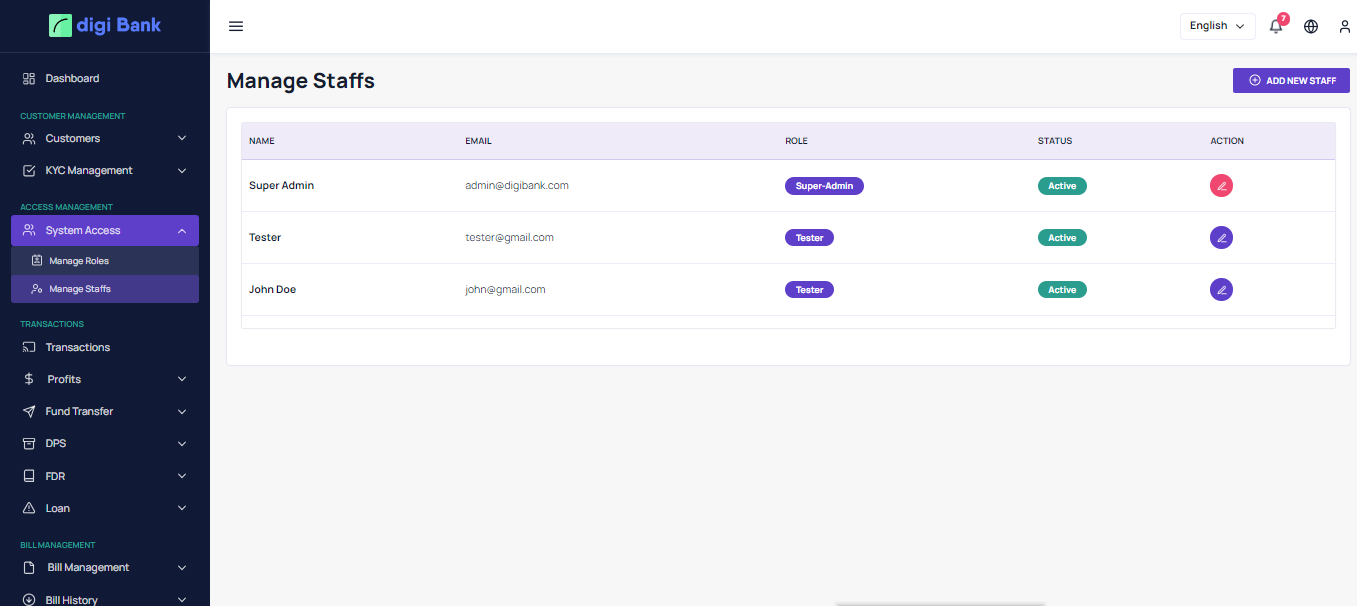 digi Bank
English
7
Dashboard
CUSTOMER MANAGEMENT
Customers
KYC Management
ACCESS MANAGEMENT
System Access
Manage Roles
Manage Staffs
TRANSACTIONS
Transactions
Profits
Fund Transfer
DPS
FDR
Loan
BILL MANAGEMENT
Bill Management
Bill History
Manage Staffs
ADD NEW STAFF
NAME EMAIL ROLE STATUS ACTION
Super Admin admin@digibank.com Super-Admin Active
Tester tester@gmail.com Tester Active
John Doe john@gmail.com Tester Active